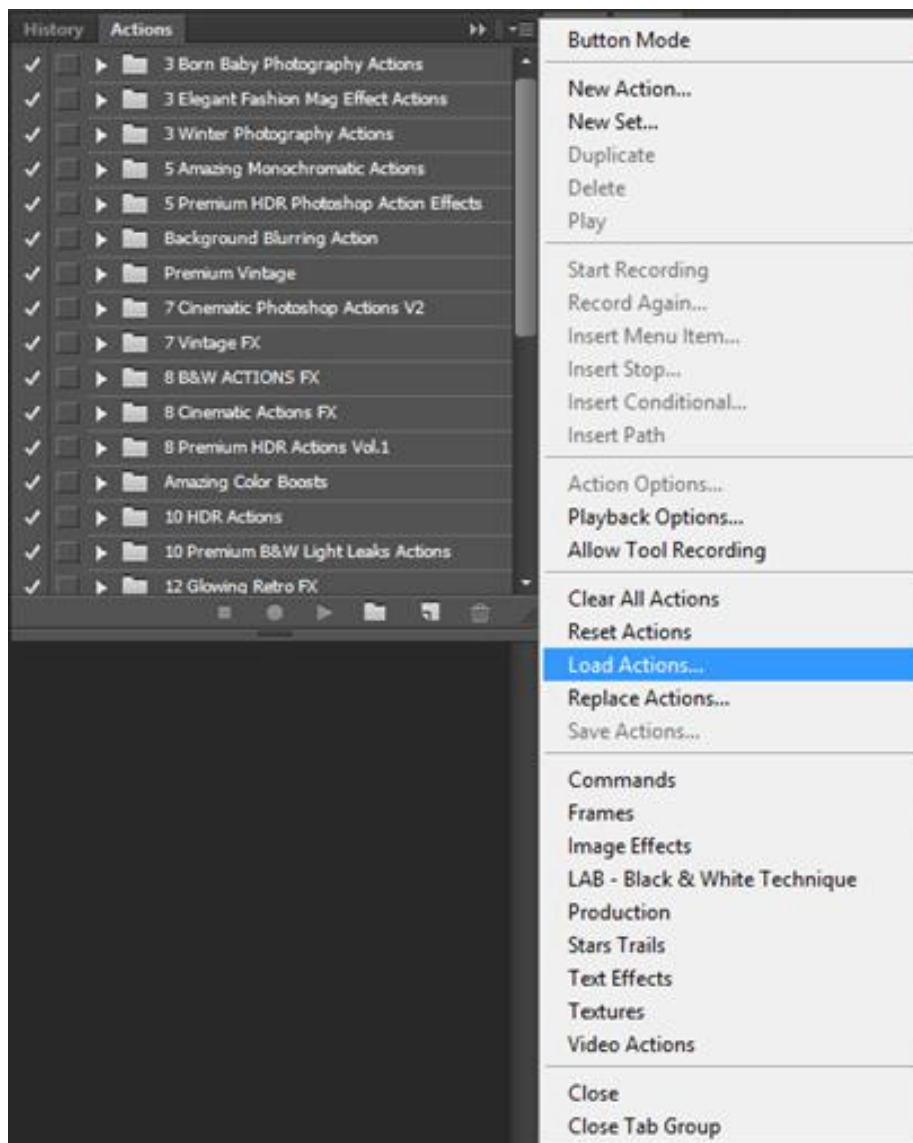 History Actions
3 Born Baby Photography Actions
3 Elegant Fashion Mag Effect Actions
3 Winter Photography Actions
5 Amazing Monochromatic Actions
5 Premium HDR Photoshop Action Effects
Background Blurring Action
Premium Vintage
7 Cinematic Photoshop Actions V2
7 Vintage FX
8 B&W ACTIONS FX
8 Cinematic Actions FX
8 Premium HDR Actions Vol.1
Amazing Color Boosts
10 HDR Actions
10 Premium B&W Light Leaks Actions
12 Glowing Retro FX
Button Mode
New Action...
New Set...
Duplicate
Delete
Play
Start Recording
Record Again...
Insert Menu Item...
Insert Stop...
Insert Conditional...
Insert Path
Action Options...
Playback Options...
Allow Tool Recording
Clear All Actions
Reset Actions
Load Actions...
Replace Actions...
Save Actions...
Commands
Frames
Image Effects
LAB - Black & White Technique
Production
Stars Trails
Text Effects
Textures
Video Actions
Close
Close Tab Group